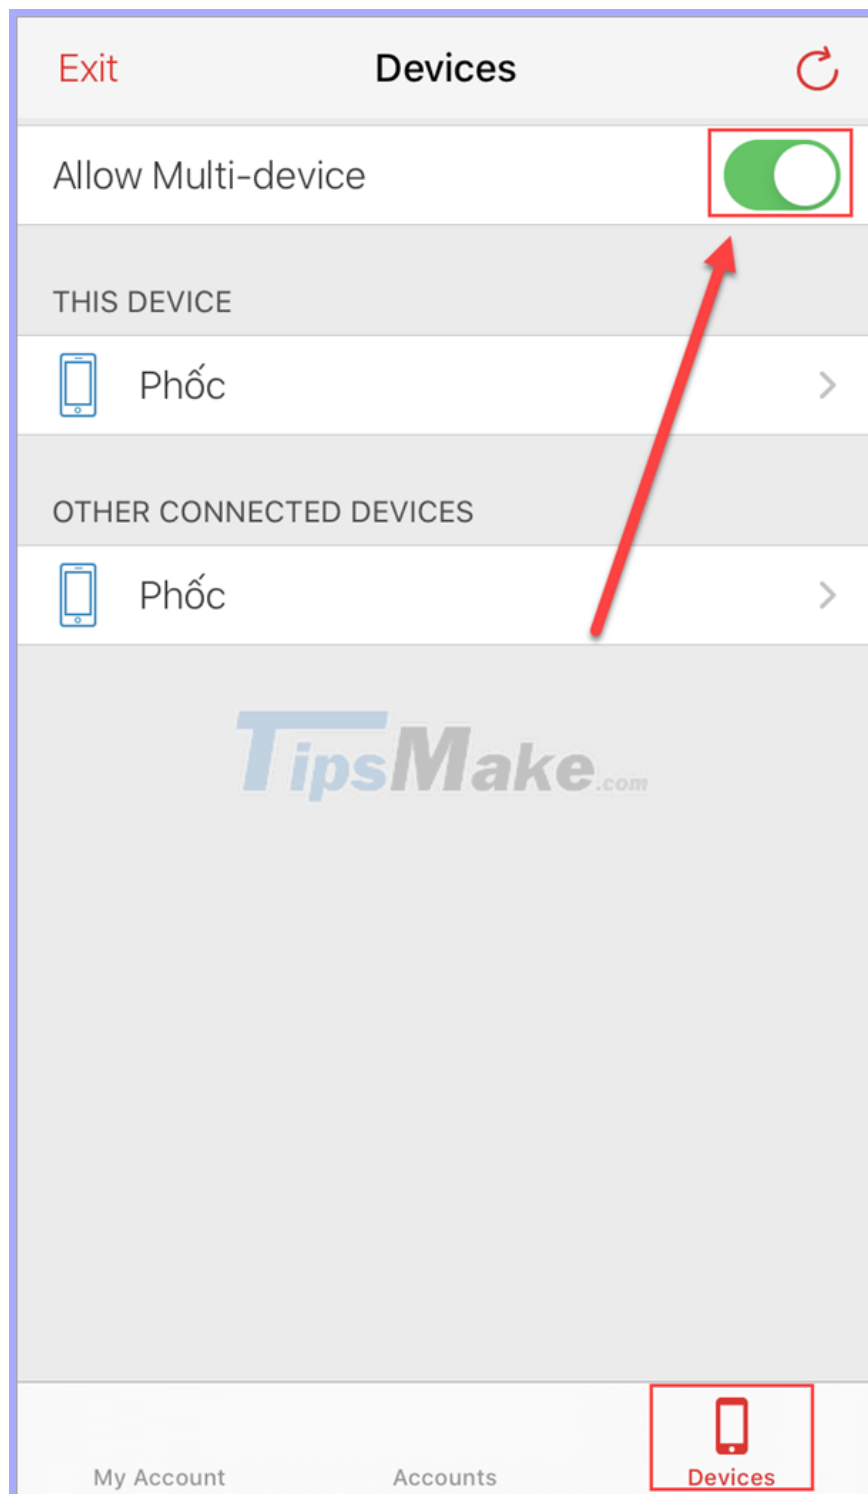 Exit Devices
Allow Multi-device
THIS DEVICE
Phốc
OTHER CONNECTED DEVICES
Phốc
TipsMake.com
My Account Accounts Devices